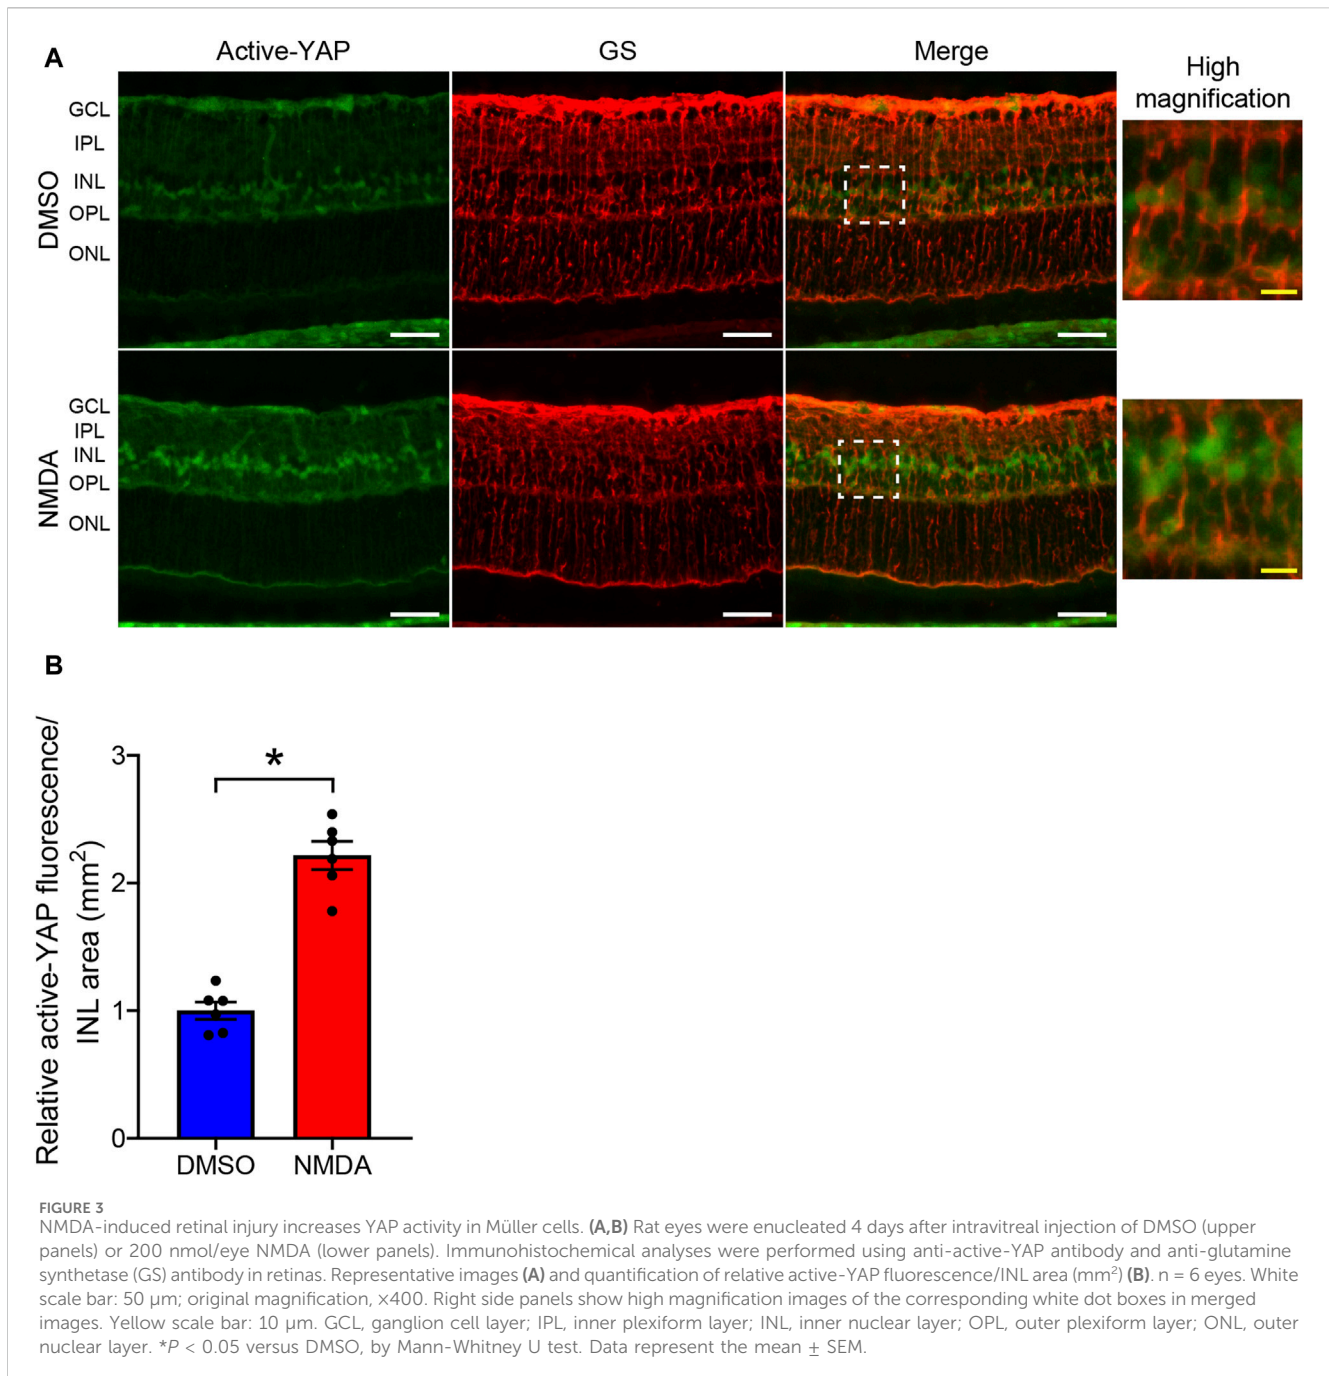 A
Active-YAP
GS
Merge
High
magnification
DMSO
GCL
IPL
INL
OPL
ONL
NMDA
GCL
IPL
INL
OPL
ONL
B
Relative active-YAP fluorescence/
INL area (mm²)
3
2
1
0
*
DMSO
NMDA
FIGURE 3
NMDA-induced retinal injury increases YAP activity in Müller cells. (A,B) Rat eyes were enucleated 4 days after intravitreal injection of DMSO (upper
panels) or 200 nmol/eye NMDA (lower panels). Immunohistochemical analyses were performed using anti-active-YAP antibody and anti-glutamine
synthetase (GS) antibody in retinas. Representative images (A) and quantification of relative active-YAP fluorescence/INL area (mm²) (B). n = 6 eyes. White
scale bar: 50 μm; original magnification, ×400. Right side panels show high magnification images of the corresponding white dot boxes in merged
images. Yellow scale bar: 10 μm. GCL, ganglion cell layer; IPL, inner plexiform layer; INL, inner nuclear layer; OPL, outer plexiform layer; ONL, outer
nuclear layer. *P < 0.05 versus DMSO, by Mann-Whitney U test. Data represent the mean ± SEM.